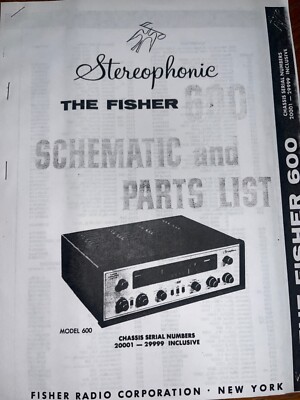 Stereophonic
THE FISHER 600
SCHEMATIC and
PARTS LIST
MODEL 600
CHASSIS SERIAL NUMBERS
20001 — 29999 INCLUSIVE
FISHER RADIO CORPORATION • NEW YORK
CHASSIS SERIAL NUMBERS
20001 — 29999 INCLUSIVE
THE FISHER 600